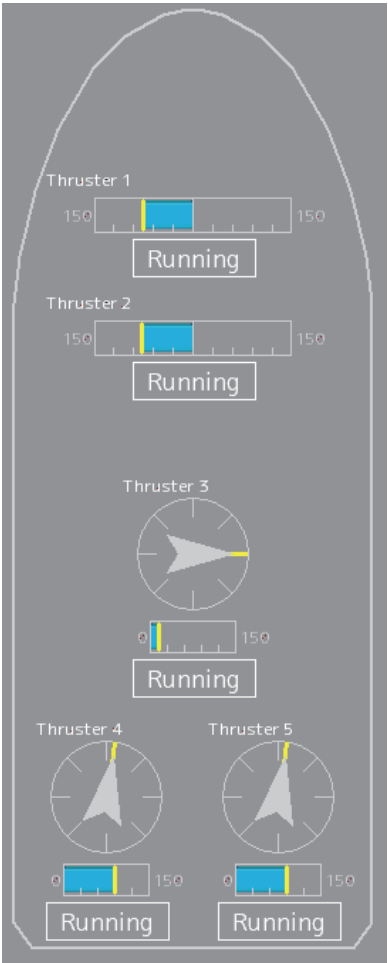 Thruster 1
150 150
Running
Thruster 2
150 150
Running
Thruster 3
0 150
Running
Thruster 4 Thruster 5
0 150 0 150
Running Running